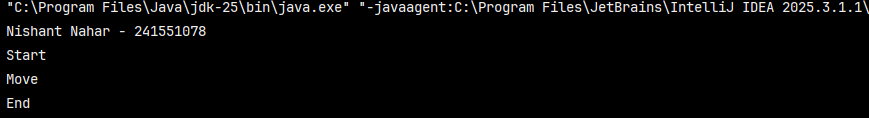 "C:\Program Files\Java\jdk-25\bin\java.exe" "-javaagent:C:\Program Files\JetBrains\IntelliJ IDEA 2025.3.1.1\
Nishant Nahar - 241551078
Start
Move
End